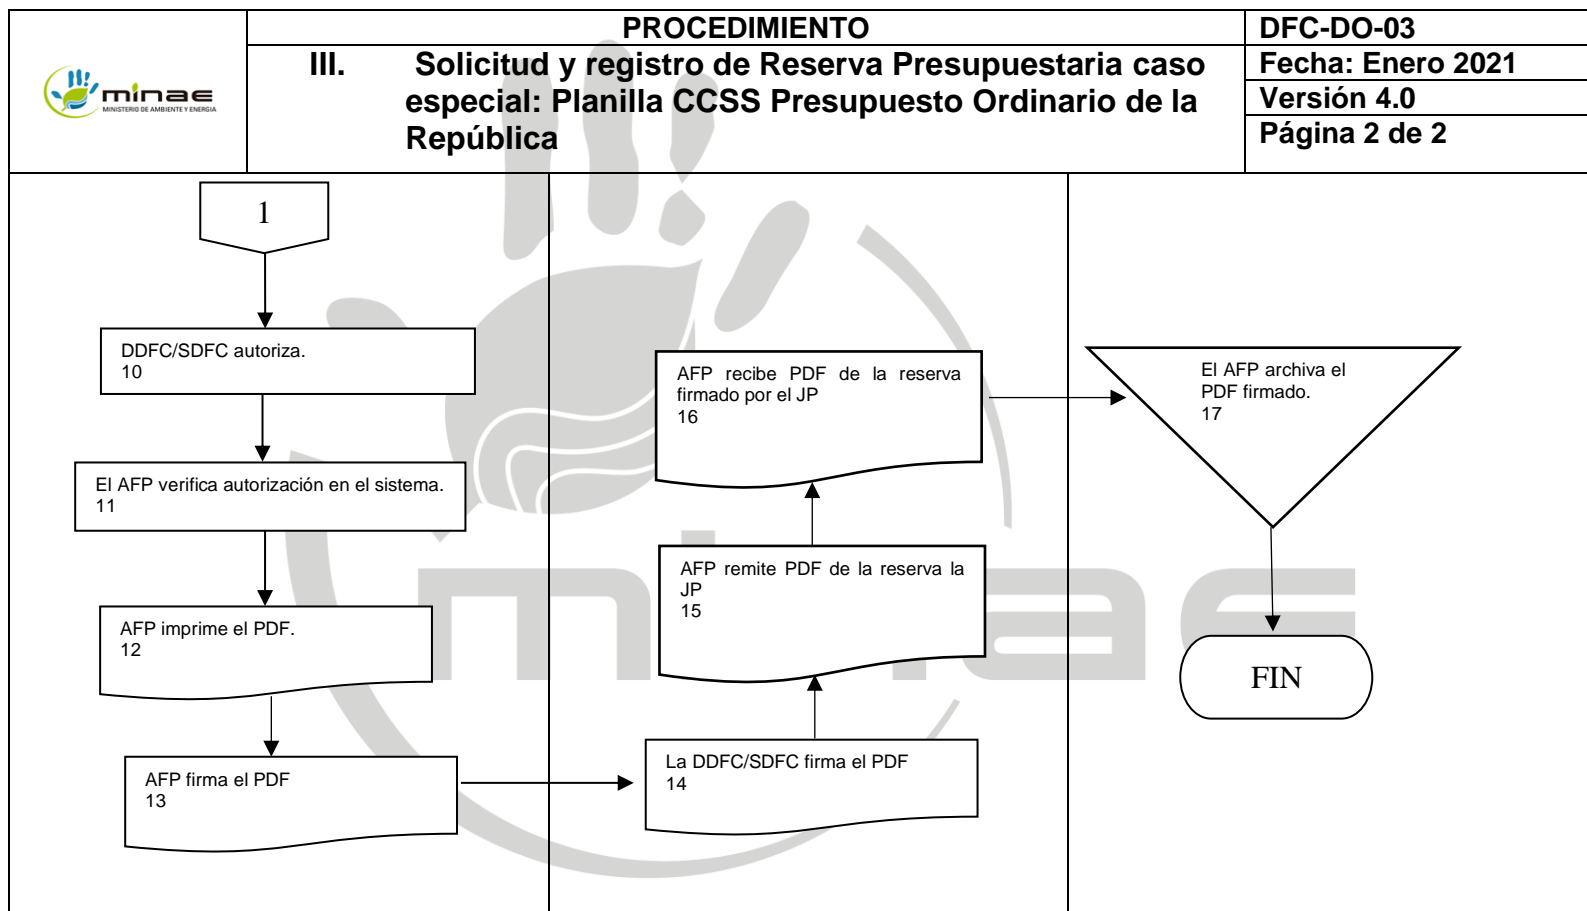 minae
MINISTERIO DE AMBIENTE Y ENERGIA
PROCEDIMIENTO
III. Solicitud y registro de Reserva Presupuestaria caso
especial: Planilla CCSS Presupuesto Ordinario de la
República
DFC-DO-03
Fecha: Enero 2021
Versión 4.0
Página 2 de 2
1
DDFC/SDFC autoriza.
10
El AFP verifica autorización en el sistema.
11
AFP imprime el PDF.
12
AFP firma el PDF
13
La DDFC/SDFC firma el PDF
14
AFP remite PDF de la reserva la
JP
15
AFP recibe PDF de la reserva
firmado por el JP
16
El AFP archiva el
PDF firmado.
17
FIN
minae